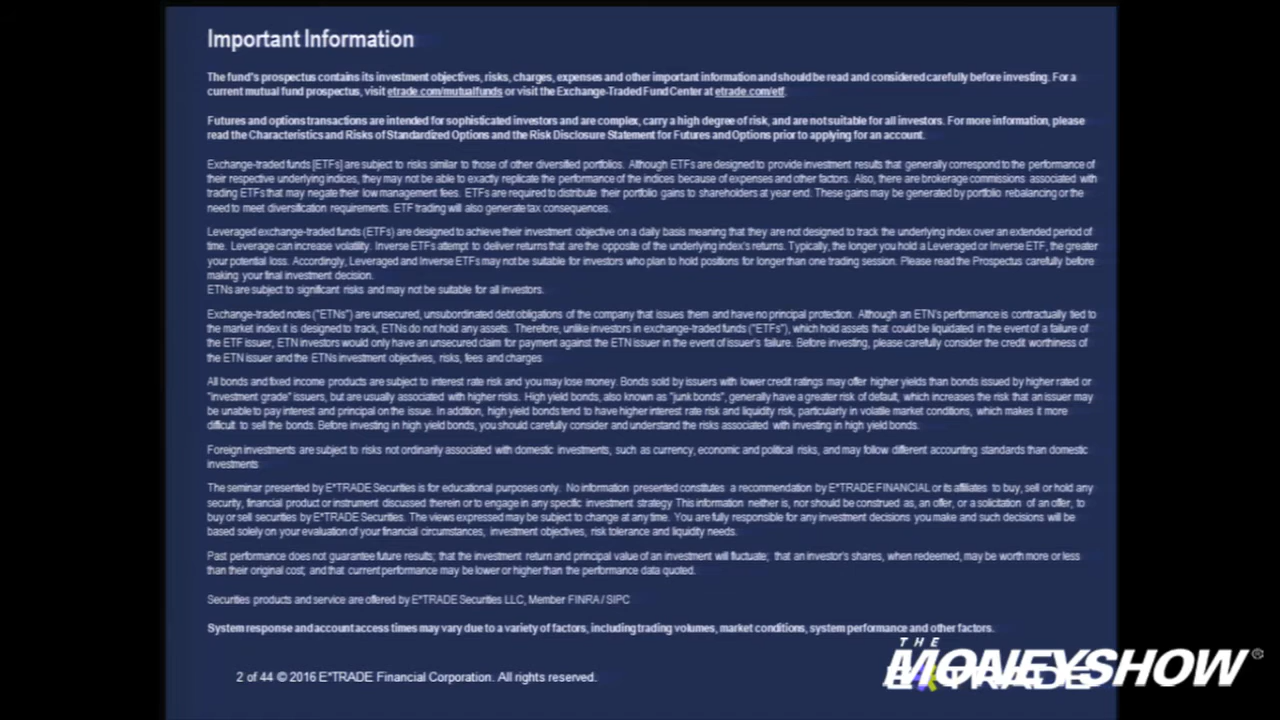 Important Information
The fund's prospectus contains its investment objectives, risks, charges, expenses and other important information and should be read and considered carefully before investing. For a
current mutual fund prospectus, visit etrade.com/mutualfunds or visit the Exchange-Traded Fund Center at etrade.com/etf.
Futures and options transactions are intended for sophisticated investors and are complex, carry a high degree of risk, and are not suitable for all investors. For more information, please
read the Characteristics and Risks of Standardized Options and the Risk Disclosure Statement for Futures and Options prior to applying for an account.
Exchange-traded funds [ETFs] are subject to risks similar to those of other diversified portfolios. Although ETFs are designed to provide investment results that generally correspond to the performance of
their respective underlying indices, they may not be able to exactly replicate the performance of the indices because of expenses and other factors. Also, there are brokerage commissions associated with
trading ETFs that may negate their low management fees. ETFs are required to distribute their portfolio gains to shareholders at year end. These gains may be generated by portfolio rebalancing or the
need to meet diversification requirements. ETF trading will also generate tax consequences.
Leveraged exchange-traded funds (ETFs) are designed to achieve their investment objective on a daily basis meaning that they are not designed to track the underlying index over an extended period of
time. Leverage can increase volatility. Inverse ETFs attempt to deliver returns that are the opposite of the underlying index's returns. Typically, the longer you hold a Leveraged or Inverse ETF, the greater
your potential loss. Accordingly, Leveraged and Inverse ETFs may not be suitable for investors who plan to hold positions for longer than one trading session. Please read the Prospectus carefully before
making your final investment decision.
ETNs are subject to significant risks and may not be suitable for all investors.
Exchange-traded notes ("ETNs") are unsecured, unsubordinated debt obligations of the company that issues them and have no principal protection. Although an ETN's performance is contractually tied to
the market index it is designed to track, ETNs do not hold any assets. Therefore, unlike investors in exchange-traded funds ("ETFs"), which hold assets that could be liquidated in the event of a failure of
the ETF issuer, ETN investors would only have an unsecured claim for payment against the ETN issuer in the event of issuer's failure. Before investing, please carefully consider the credit worthiness of
the ETN issuer and the ETNs investment objectives, risks, fees and charges
All bonds and fixed income products are subject to interest rate risk and you may lose money. Bonds sold by issuers with lower credit ratings may offer higher yields than bonds issued by higher rated or
"investment grade" issuers, but are usually associated with higher risks. High yield bonds, also known as "junk bonds", generally have a greater risk of default, which increases the risk that an issuer may
be unable to pay interest and principal on the issue. In addition, high yield bonds tend to have higher interest rate risk and liquidity risk, particularly in volatile market conditions, which makes it more
difficult to sell the bonds. Before investing in high yield bonds, you should carefully consider and understand the risks associated with investing in high yield bonds.
Foreign investments are subject to risks not ordinarily associated with domestic investments, such as currency, economic and political risks, and may follow different accounting standards than domestic
investments
The seminar presented by E*TRADE Securities is for educational purposes only. No information presented constitutes a recommendation by E*TRADE FINANCIAL or its affiliates to buy, sell or hold any
security, financial product or instrument discussed therein or to engage in any specific investment strategy This information neither is, nor should be construed as, an offer, or a solicitation of an offer, to
buy or sell securities by E*TRADE Securities. The views expressed may be subject to change at any time. You are fully responsible for any investment decisions you make and such decisions will be
based solely on your evaluation of your financial circumstances, investment objectives, risk tolerance and liquidity needs.
Past performance does not guarantee future results; that the investment return and principal value of an investment will fluctuate; that an investor's shares, when redeemed, may be worth more or less
than their original cost; and that current performance may be lower or higher than the performance data quoted.
Securities products and service are offered by E*TRADE Securities LLC, Member FINRA / SIPC
System response and account access times may vary due to a variety of factors, including trading volumes, market conditions, system performance and other factors.
2 of 44 © 2016 E*TRADE Financial Corporation. All rights reserved.
THE
MONEYSHOW®
E*TRADE